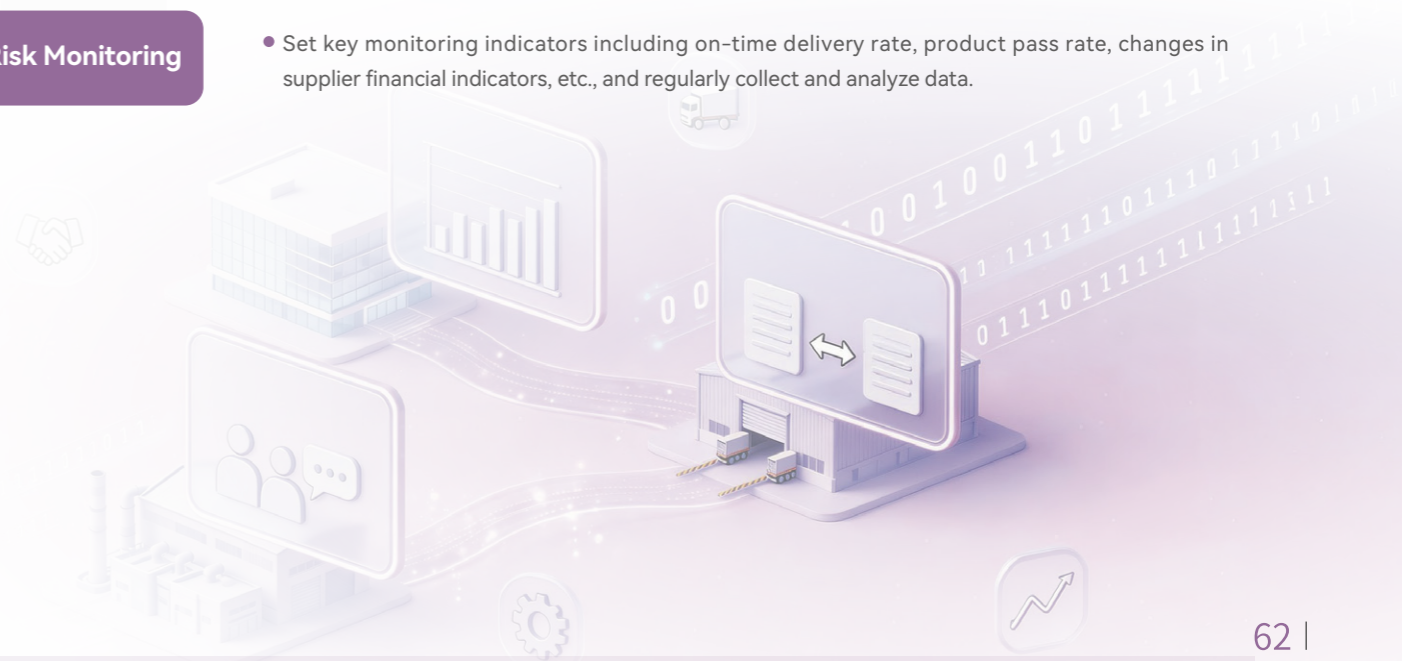 isk Monitoring
• Set key monitoring indicators including on-time delivery rate, product pass rate, changes in
supplier financial indicators, etc., and regularly collect and analyze data.
62 |